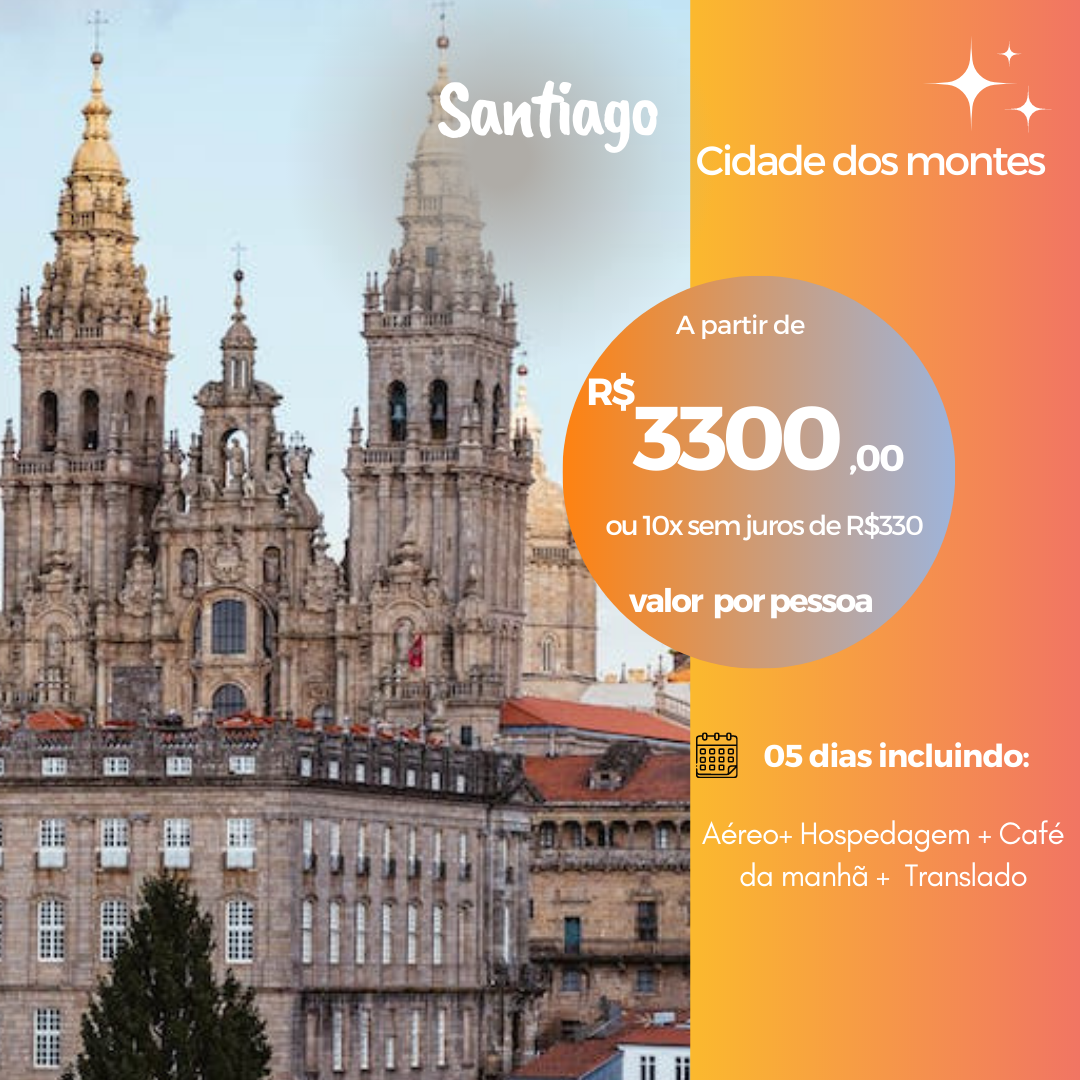 Santiago
Cidade dos montes
A partir de
R$
3300 ,00
ou 10x sem juros de R$330
valor por pessoa
05 dias incluindo:
Aéreo+ Hospedagem + Café
da manhã + Translado